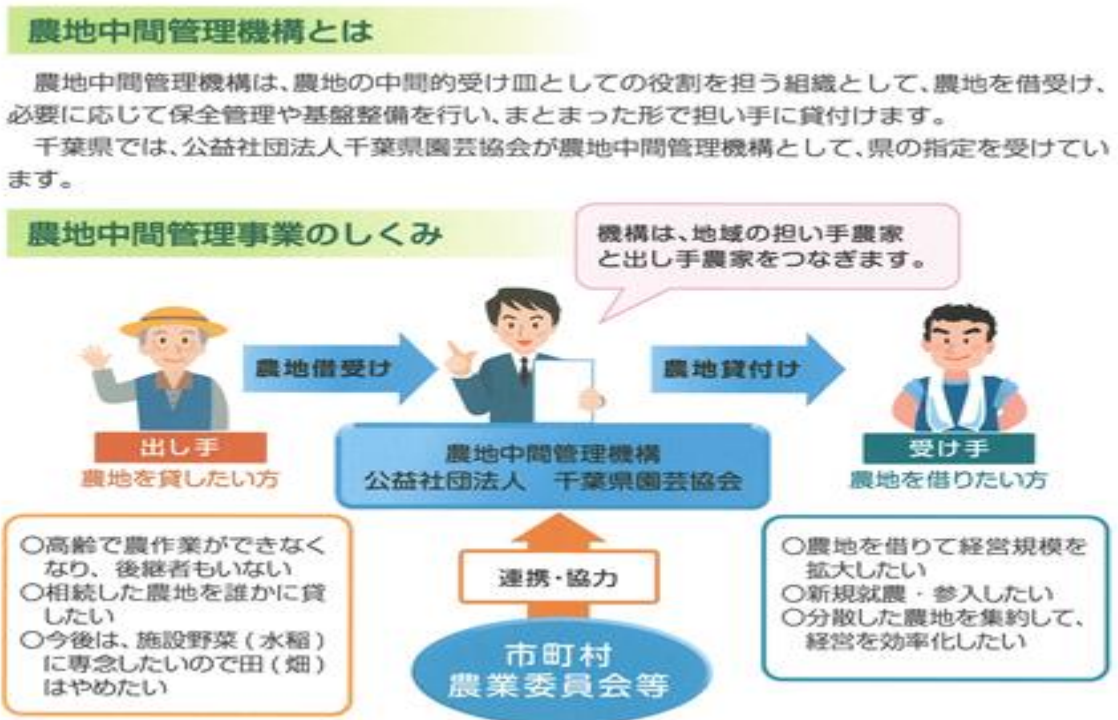 農地中間管理機構とは
農地中間管理機構は、農地の中間的受け皿としての役割を担う組織として、農地を借受け、
必要に応じて保全管理や基盤整備を行い、まとまった形で担い手に貸付けます。
千葉県では、公益社団法人千葉県園芸協会が農地中間管理機構として、県の指定を受けてい
ます。
農地中間管理事業のしくみ
機構は、地域の担い手農家
と出し手農家をつなぎます。
農地借受け
農地貸付け
出し手
農地を貸したい方
農地中間管理機構
公益社団法人 千葉県園芸協会
受け手
農地を借りたい方
○高齢で農作業ができなく
なり、後継者もいない
○相続した農地を誰かに貸
したい
○今後は、施設野菜(水稲)
に専念したいので田(畑)
はやめたい
連携・協力
市町村
農業委員会等
○農地を借りて経営規模を
拡大したい
○新規就農・参入したい
○分散した農地を集約して、
経営を効率化したい